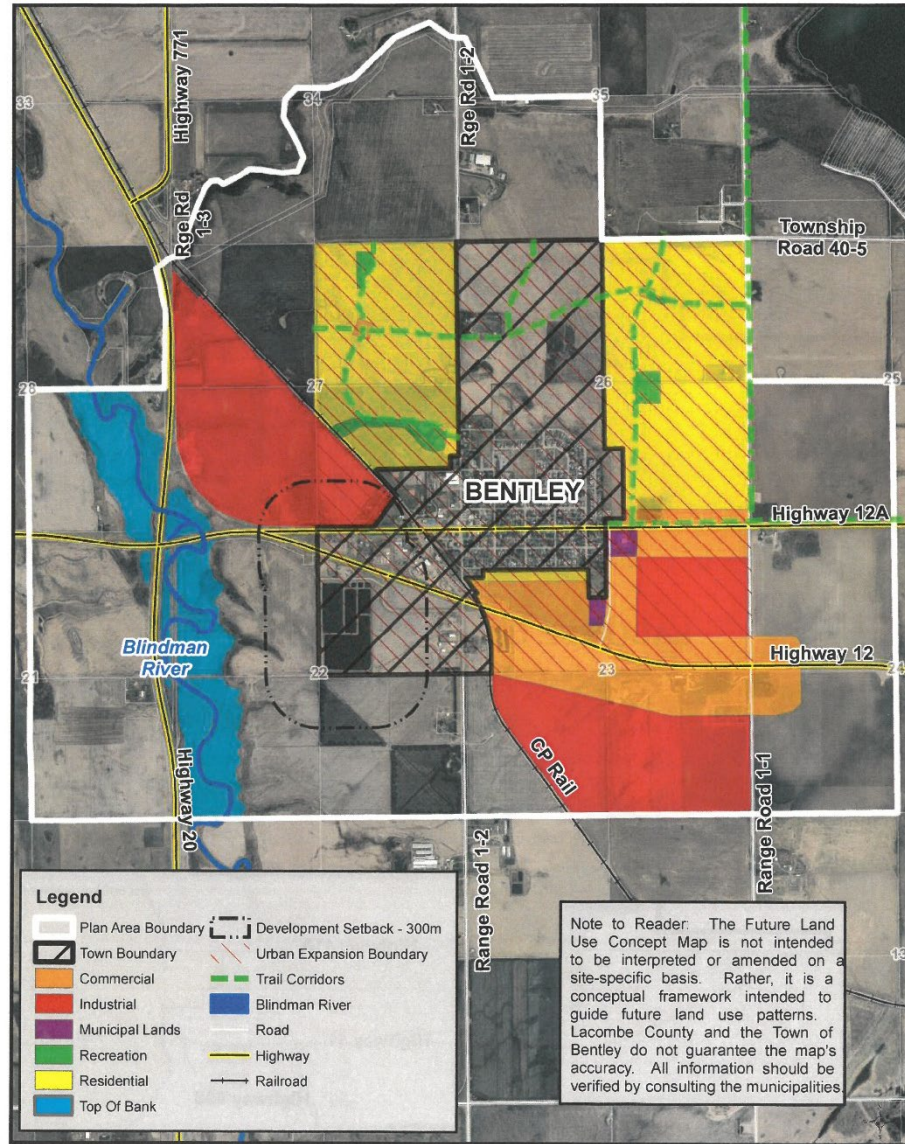 Highway 771
33
34
Rge Rd 1-2
35
Rge Rd
1-3
Township
Road 40-5
28
27
26
25
BENTLEY
Highway 12A
Blindman
River
21
22
23
Highway 12
24
CP Rail
Highway 20
Range Road 1-2
Range Road 1-1
13
Legend
Plan Area Boundary
Town Boundary
Commercial
Industrial
Municipal Lands
Recreation
Residential
Top Of Bank
Development Setback - 300m
Urban Expansion Boundary
Trail Corridors
Blindman River
Road
Highway
Railroad
Note to Reader: The Future Land
Use Concept Map is not intended
to be interpreted or amended on a
site-specific basis. Rather, it is a
conceptual framework intended to
guide future land use patterns.
Lacombe County and the Town of
Bentley do not guarantee the map's
accuracy. All information should be
verified by consulting the municipalities.